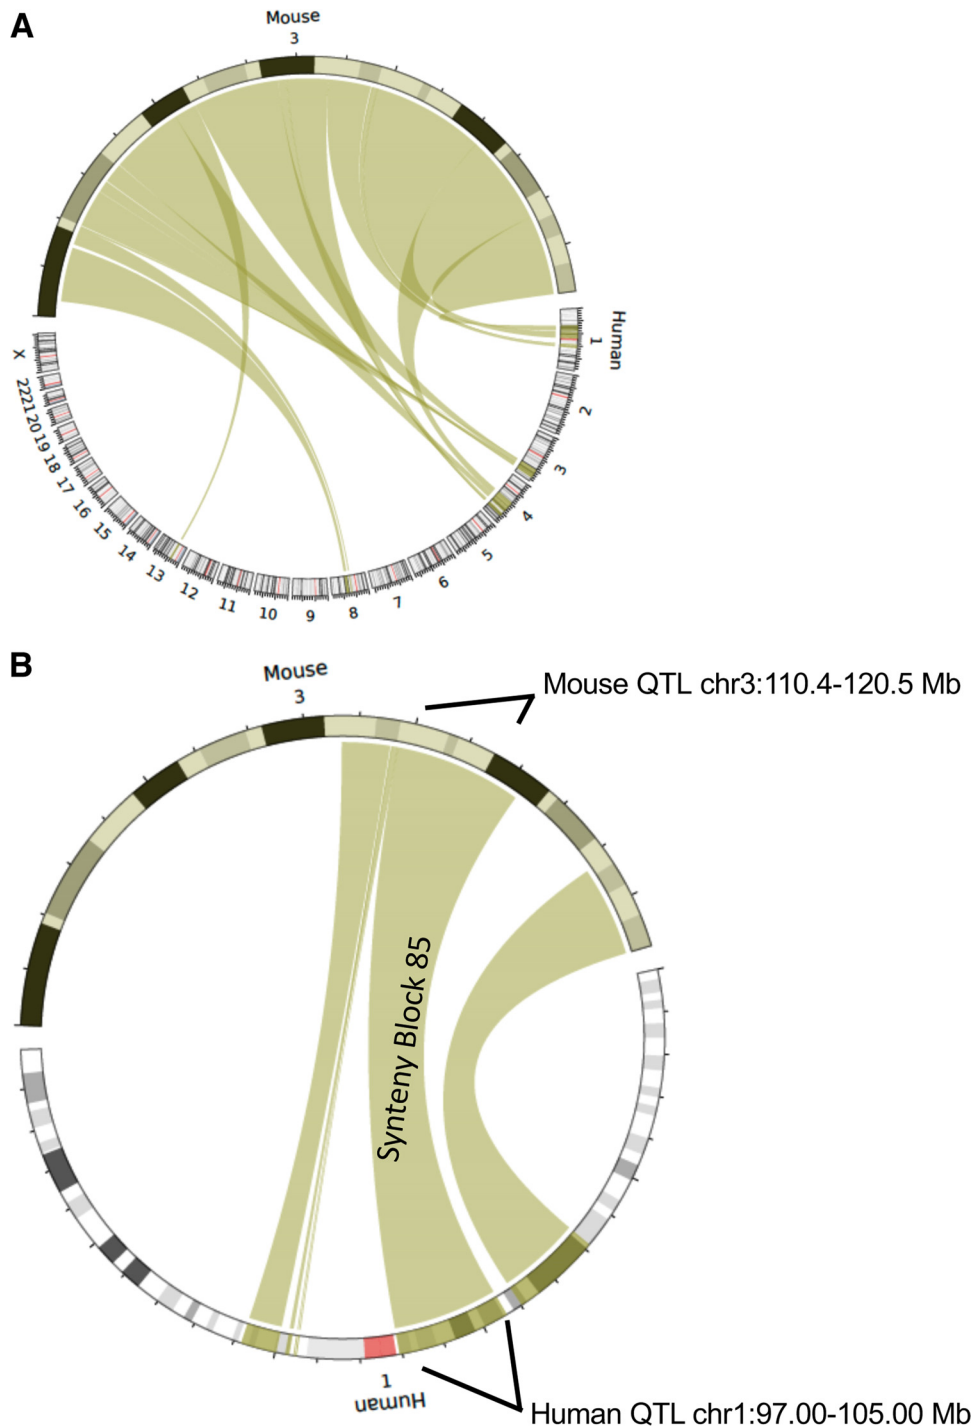 A
Mouse
3
Human
1
2
3
4
5
6
7
8
9
10
11
12
13
14
15
16
17
18
19
20
21
22
X
B
Mouse
3
Mouse QTL chr3:110.4-120.5 Mb
Synteny Block 85
1
Human
Human QTL chr1:97.00-105.00 Mb